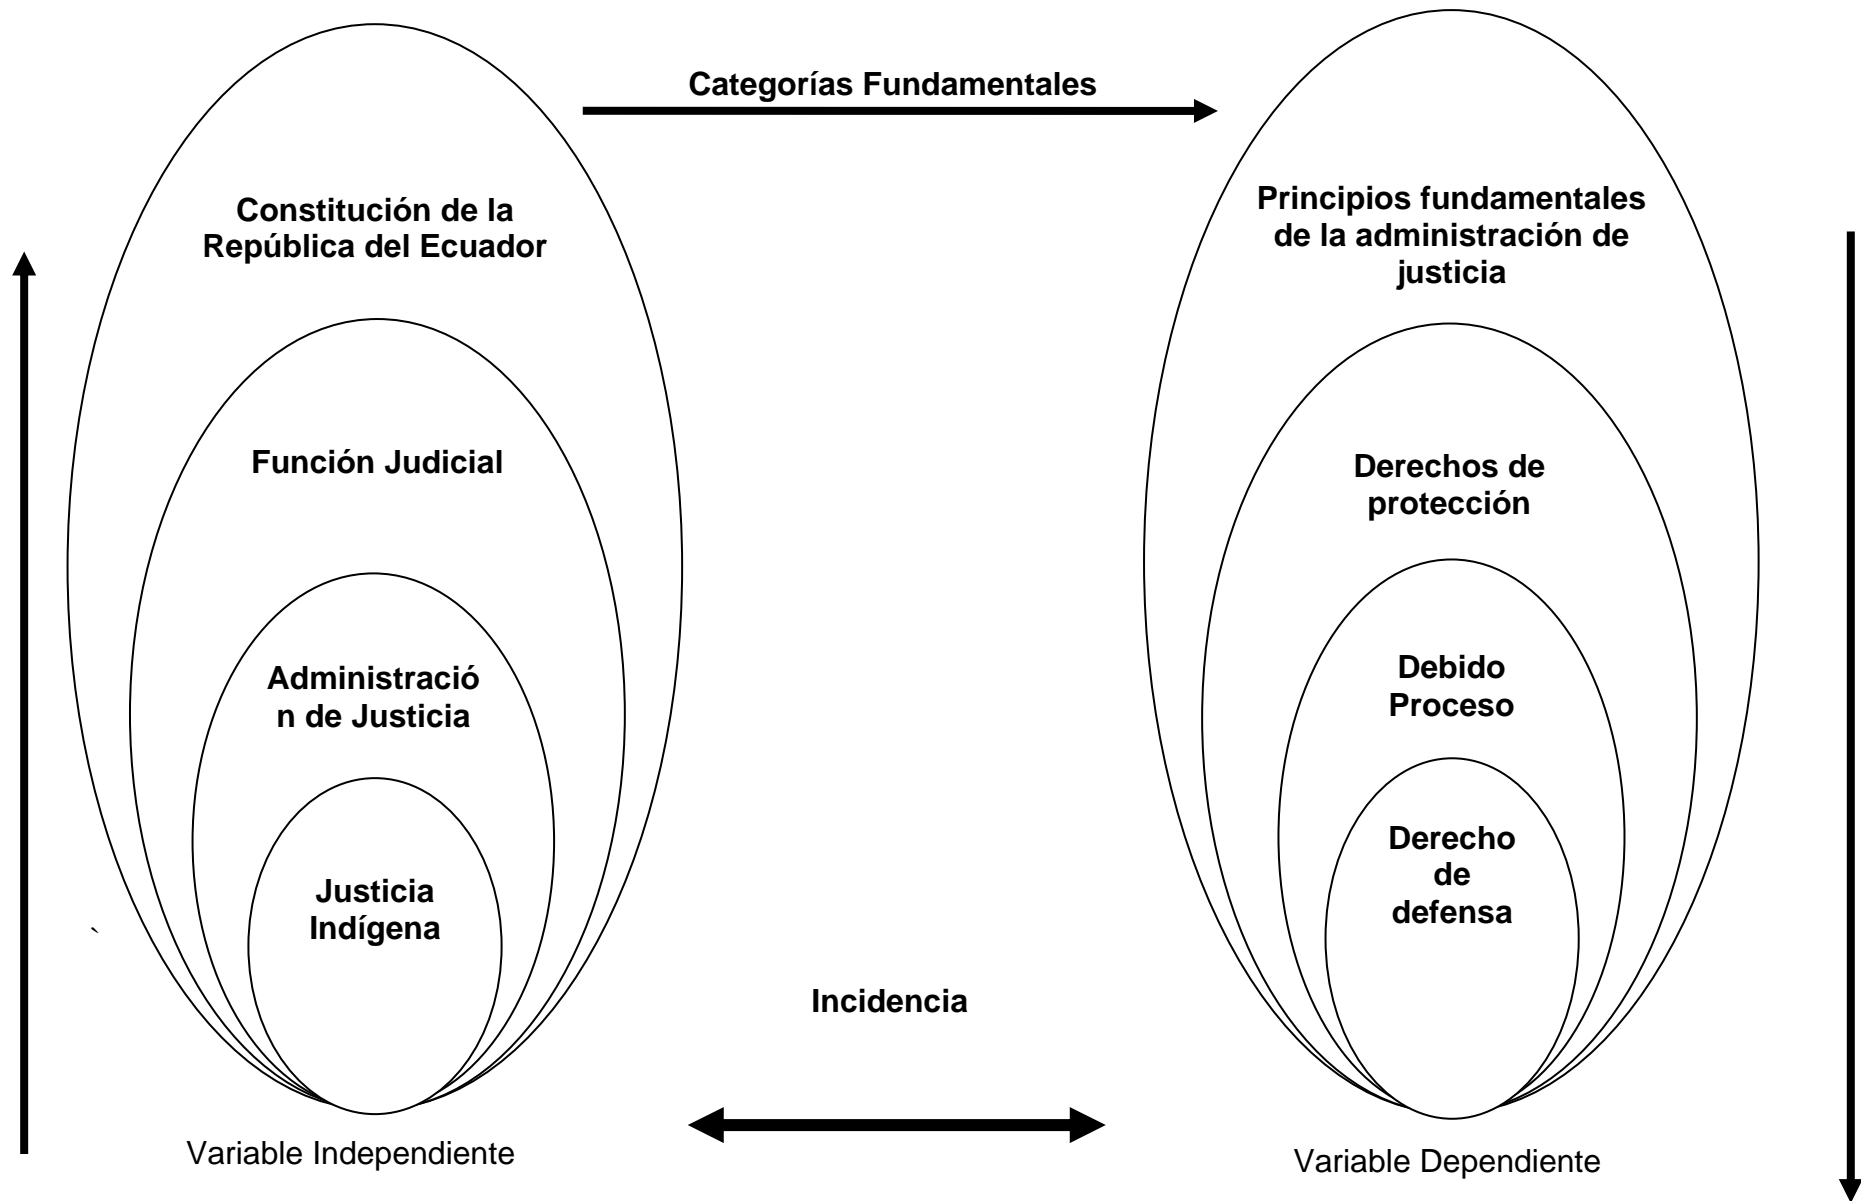 Categorías Fundamentales
Constitución de la
República del Ecuador
Función Judicial
Administració
n de Justicia
Justicia
Indígena
`
Variable Independiente
Incidencia
Principios fundamentales
de la administración de
justicia
Derechos de
protección
Debido
Proceso
Derecho
de
defensa
Variable Dependiente